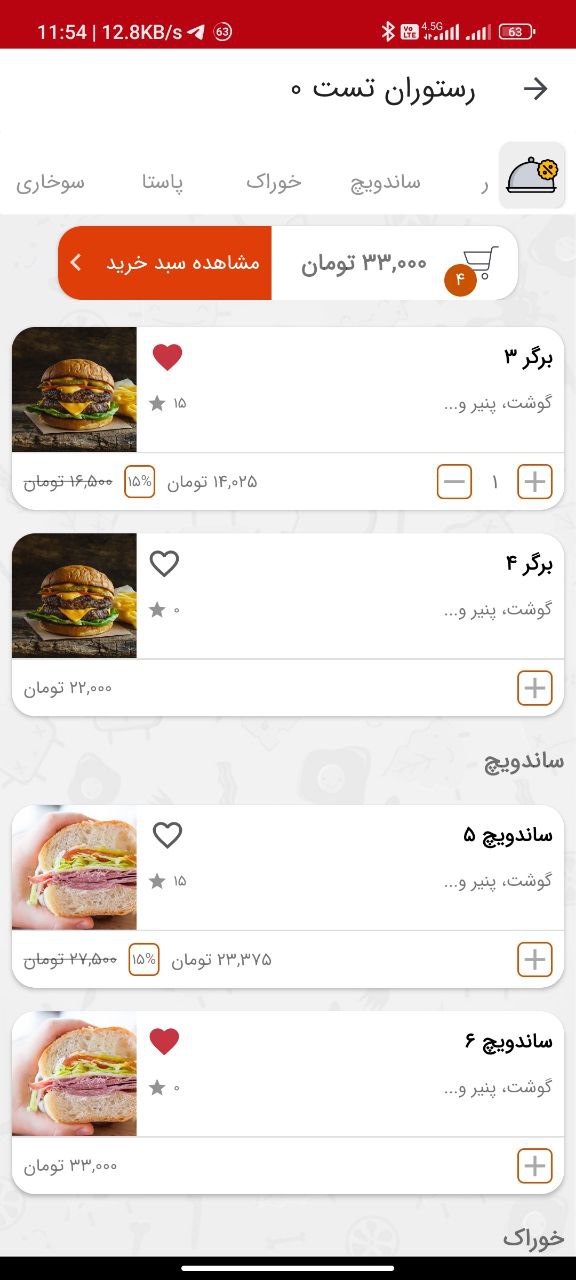 11:54 | 12.8KB/s 63 Vo LTE 4.5G 63
رستوران تست ۰
ر ساندویچ خوراک پاستا سوخاری
۴ ۳۳,۰۰۰ تومان مشاهده سبد خرید
برگر ۳
گوشت، پنیر و...
۱۵
۱ ۱۴,۰۲۵ تومان ۱۵% ۱۶,۵۰۰ تومان
برگر ۴
گوشت، پنیر و...
۰
۲۲,۰۰۰ تومان
ساندویچ
ساندویچ ۵
گوشت، پنیر و...
۱۵
۲۳,۳۷۵ تومان ۱۵% ۲۷,۵۰۰ تومان
ساندویچ ۶
گوشت، پنیر و...
۰
۳۳,۰۰۰ تومان
خوراک